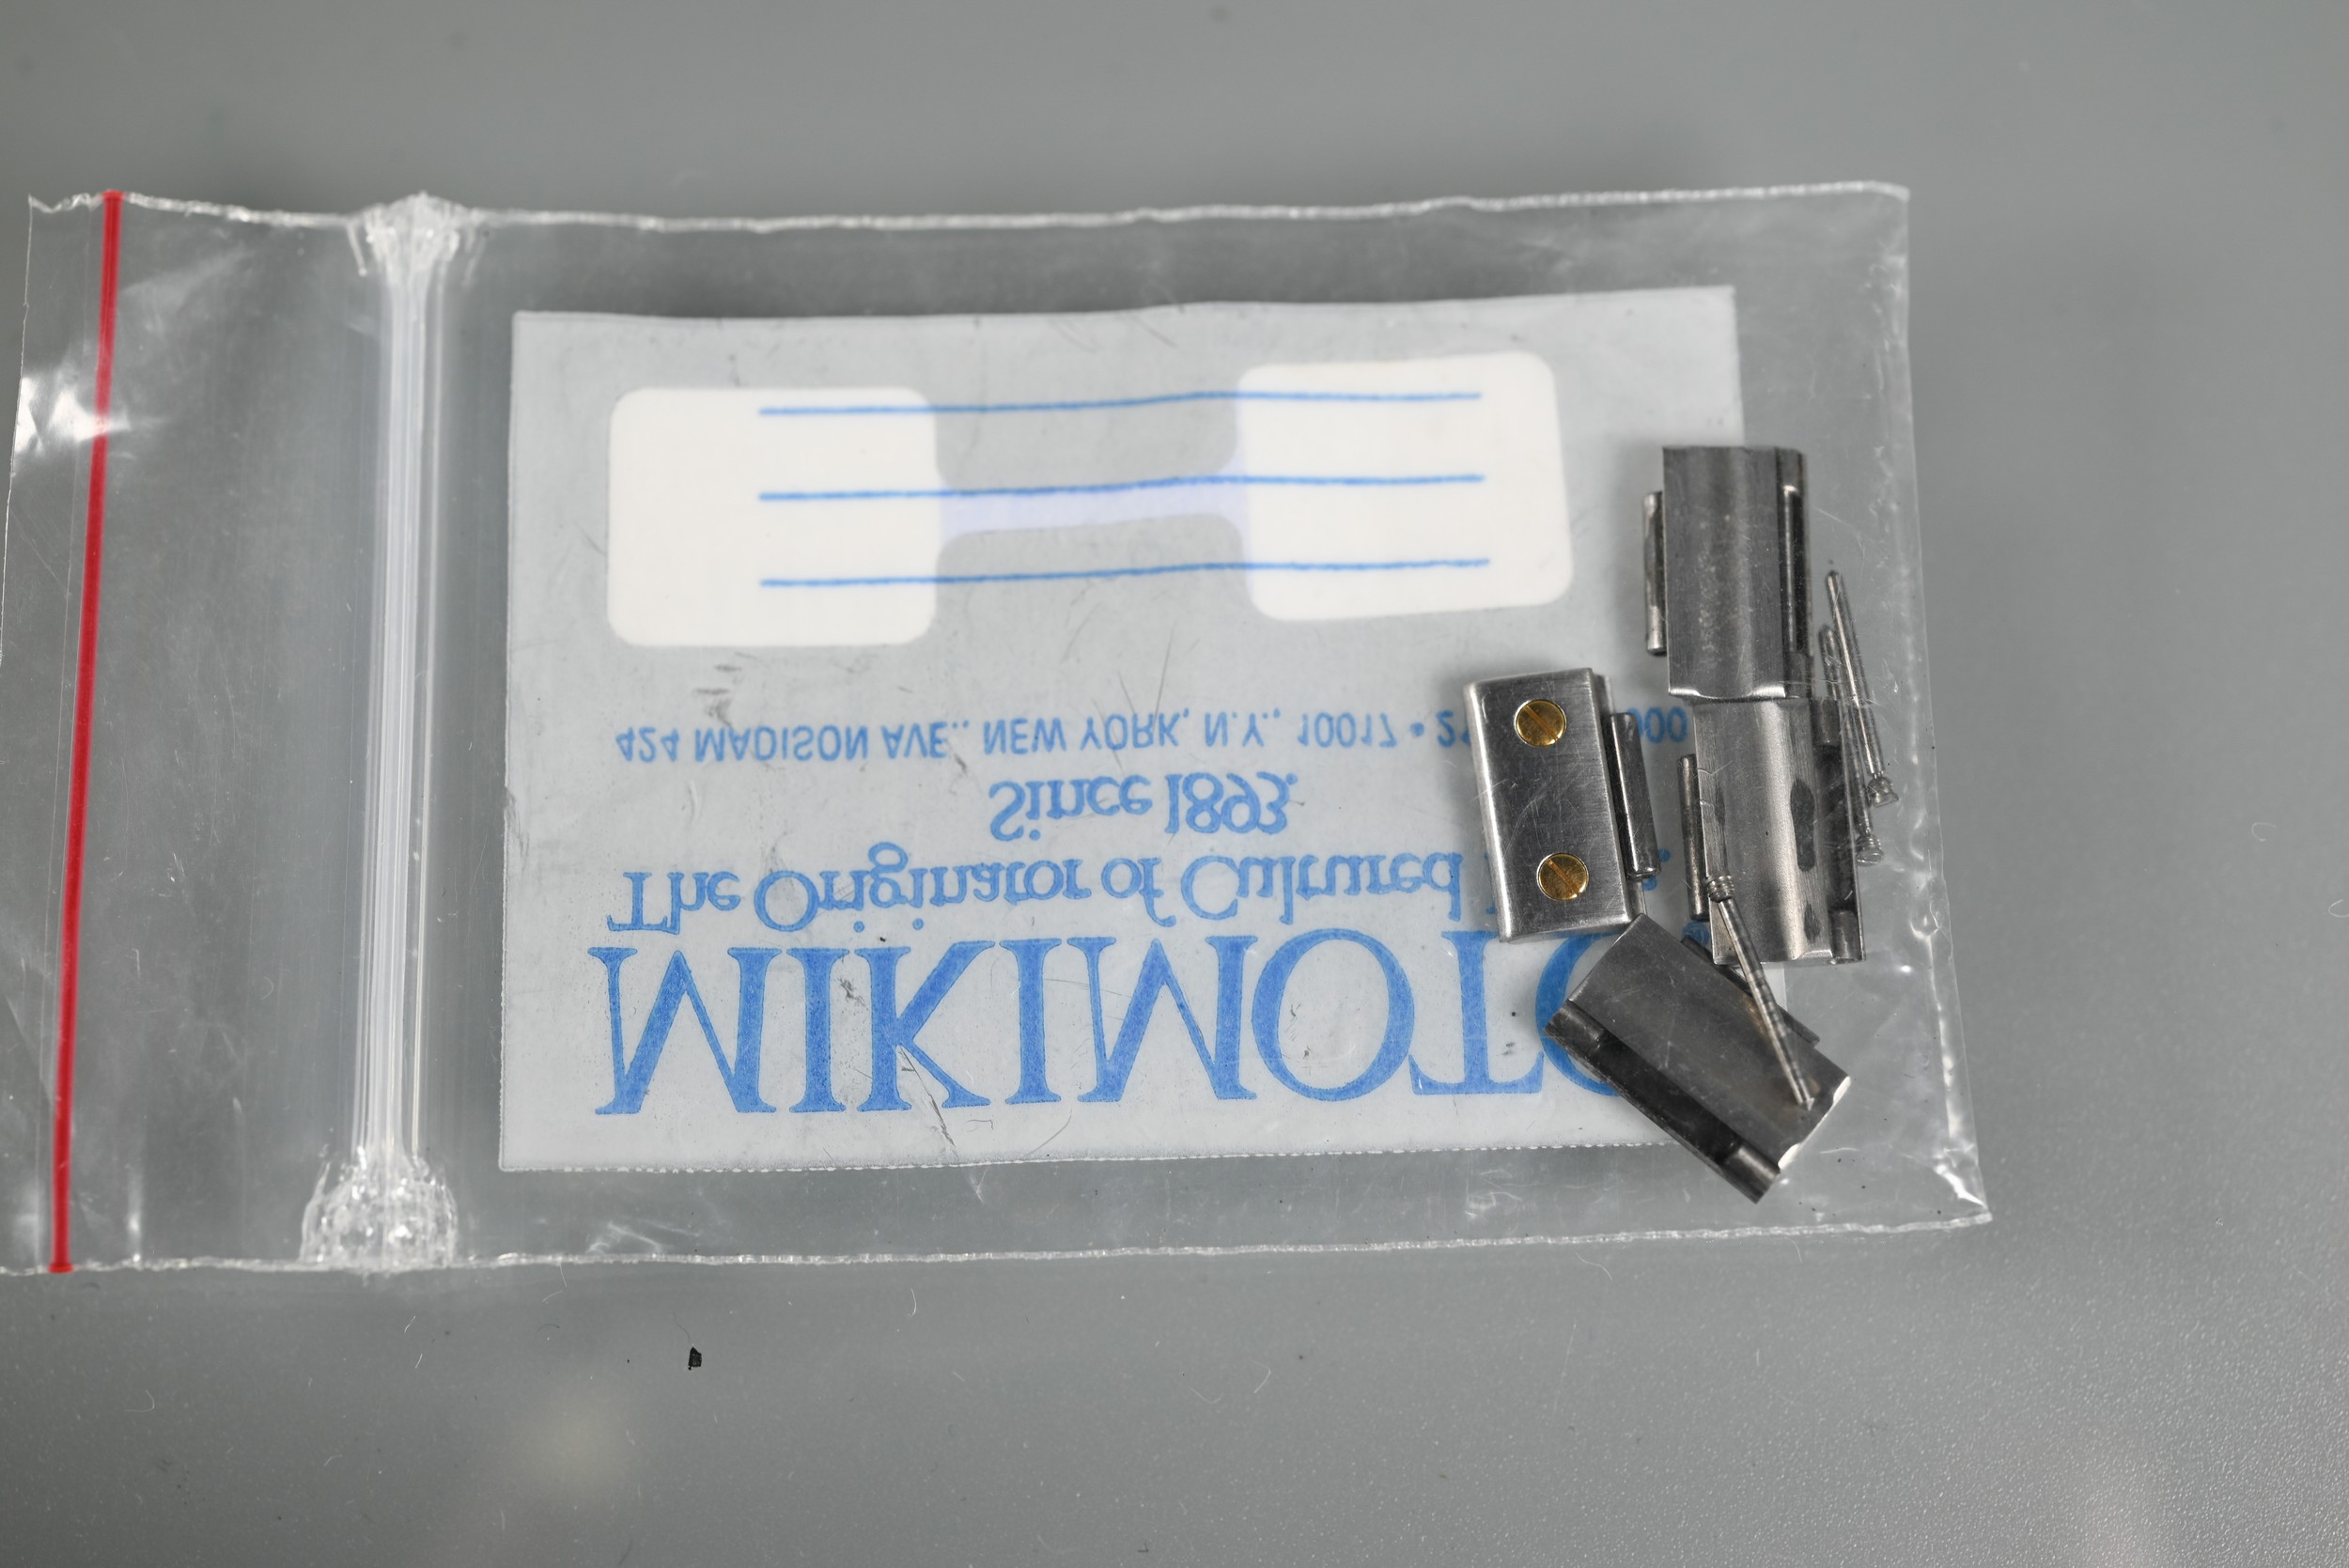 MIKIMOTO
The Originator of Cultured
Since 1893.
424 MADISON AVE., NEW YORK, N.Y., 10017 •